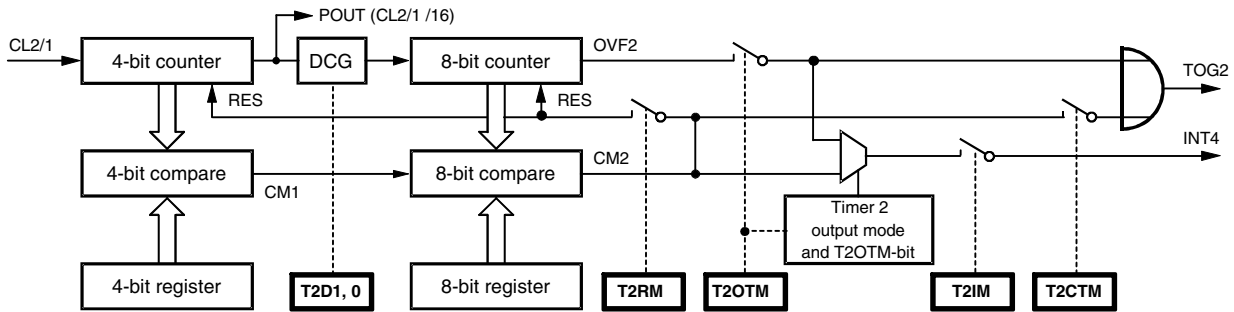 POUT (CL2/1 /16)
CL2/1
4-bit counter
DCG
8-bit counter
OVF2
TOG2
RES
RES
4-bit compare
CM1
8-bit compare
CM2
INT4
Timer 2
output mode
and T2OTM-bit
4-bit register
T2D1, 0
8-bit register
T2RM
T2OTM
T2IM
T2CTM